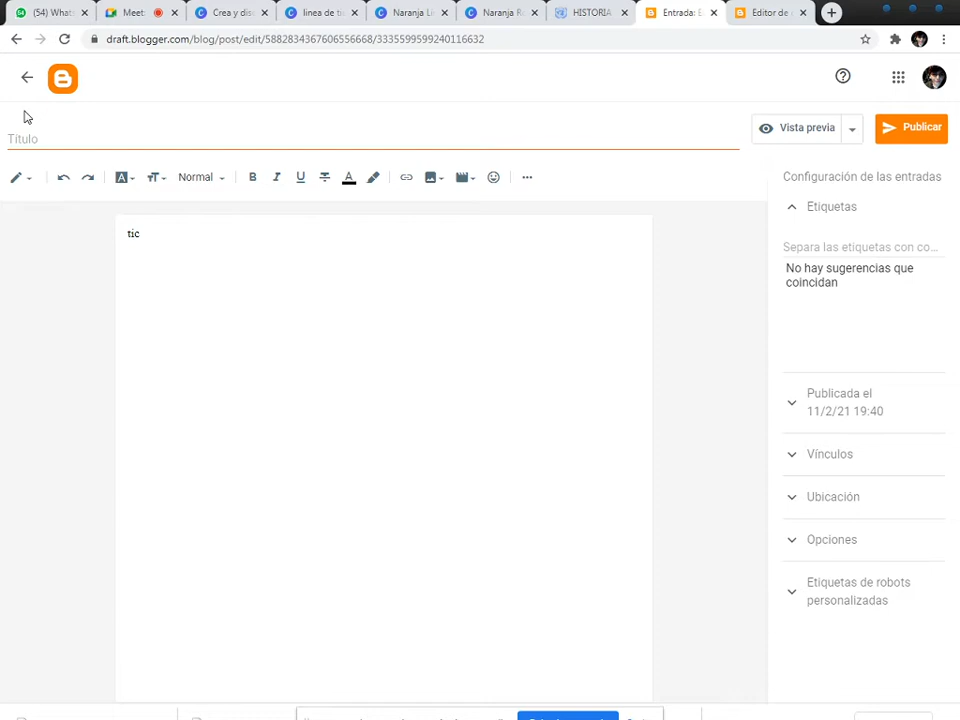 (54) What
Meet:
Crea y dis
linea de ti
Naranja Li
Naranja R
HISTORIA
Entrada: E
Editor de
draft.blogger.com/blog/post/edit/5882834367606556668/3335599599240116632
Título
Vista previa
Publicar
Normal
B I U A
Configuración de las entradas
Etiquetas
tic
Separa las etiquetas con co...
No hay sugerencias que
coincidan
Publicada el
11/2/21 19:40
Vínculos
Ubicación
Opciones
Etiquetas de robots
personalizadas